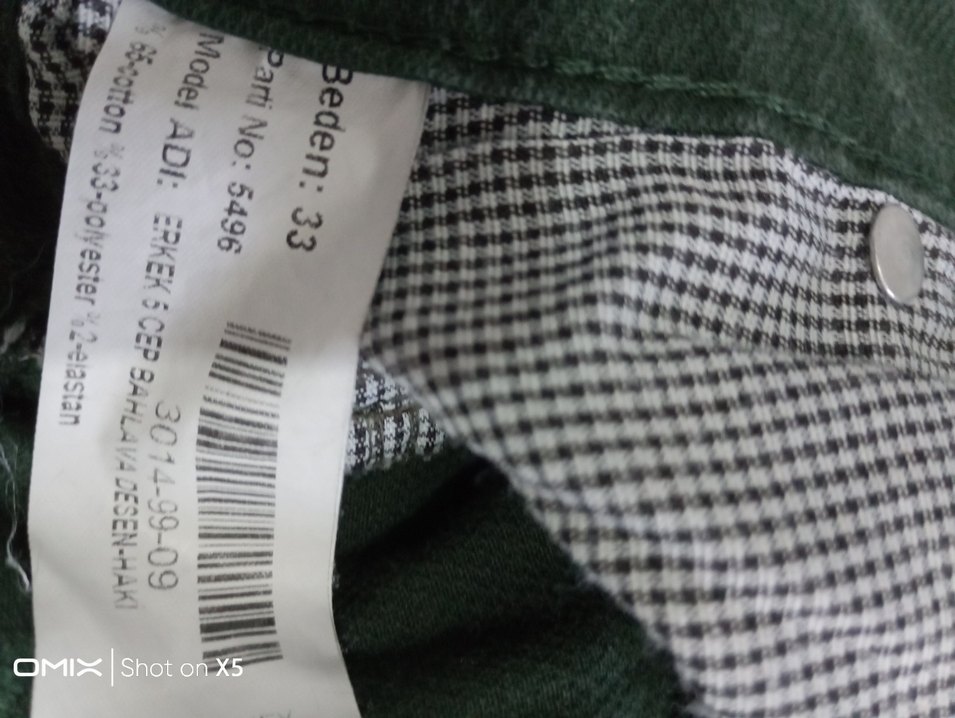 Beden: 33
Parti No: 5496
Model ADI: ERKEK 5 CEP BAHLAVA DESEN-HAKI
3014-99-09
%65-cotton %33-polyester %2-elastan
OMIX | Shot on X5